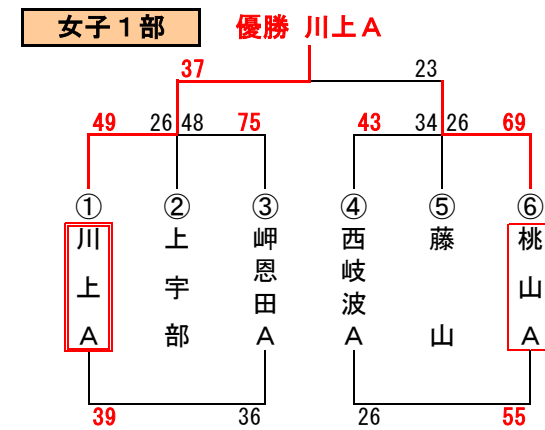 女子１部 優勝 川上Ａ
37 23
49 26 48 75 43 34 26 69
① ② ③ ④ ⑤ ⑥
川上Ａ
上宇部
岬恩田Ａ
西岐波Ａ
藤山
桃山Ａ
39 36 26 55